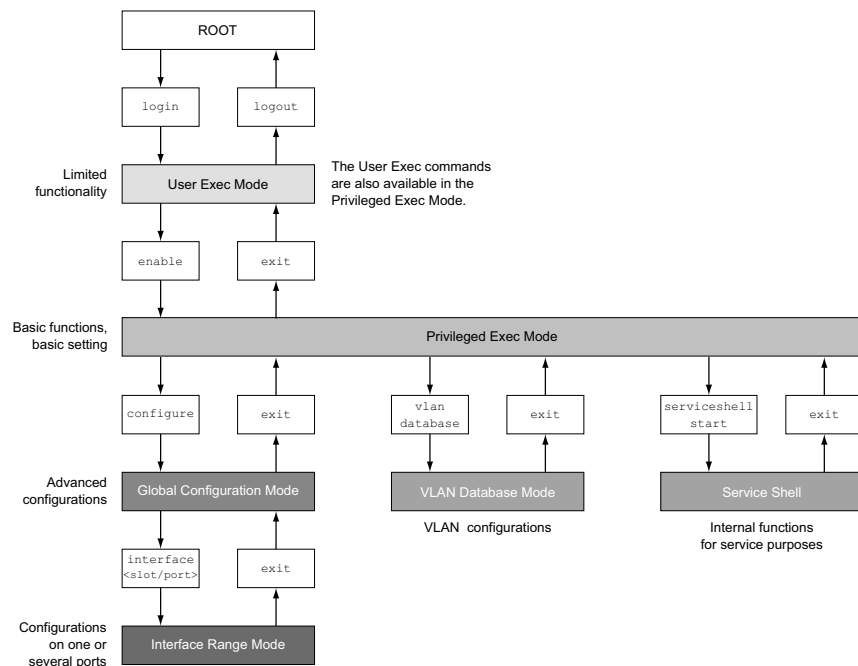 ROOT
login
logout
Limited
functionality
User Exec Mode
The User Exec commands
are also available in the
Privileged Exec Mode.
enable
exit
Basic functions,
basic setting
Privileged Exec Mode
configure
exit
vlan
database
exit
serviceshell
start
exit
Advanced
configurations
Global Configuration Mode
VLAN Database Mode
Service Shell
VLAN configurations
Internal functions
for service purposes
interface
<slot/port>
exit
Configurations
on one or
several ports
Interface Range Mode